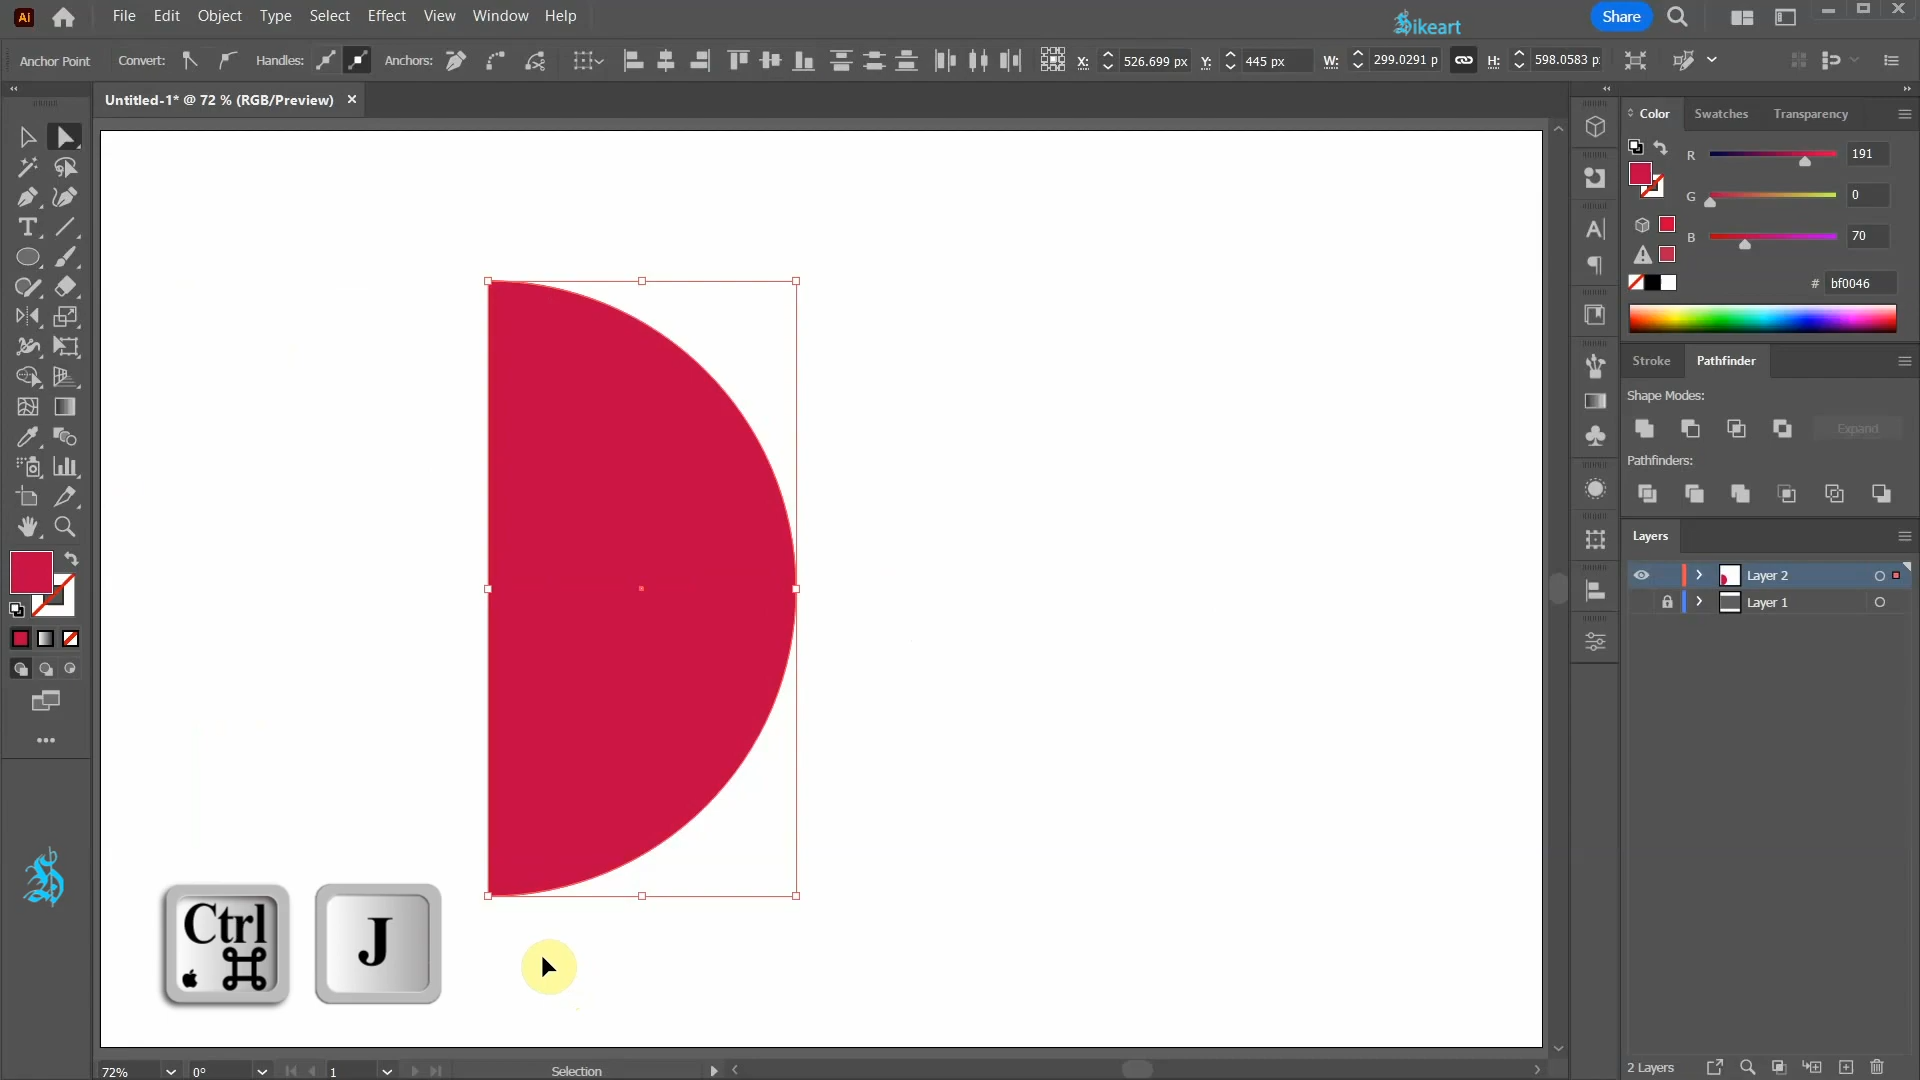 Ai File Edit Object Type Select Effect View Window Help Sikeart Share
Anchor Point Convert: Handles: Anchors: X: 526.699 px Y: 445 px W: 299.0291 p H: 598.0583 p
Untitled-1* @ 72 % (RGB/Preview)
Color Swatches Transparency
R 191
G 0
B 70
# bf0046
Stroke Pathfinder
Shape Modes:
Expand
Pathfinders:
Layers
Layer 2
Layer 1
Ctrl J
72% 0° 1 Selection 2 Layers